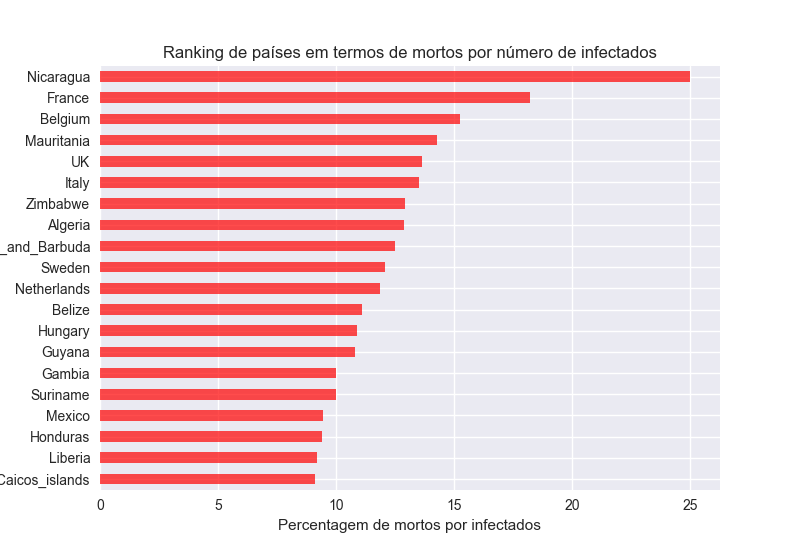 Ranking de países em termos de mortos por número de infectados
Nicaragua
France
Belgium
Mauritania
UK
Italy
Zimbabwe
Algeria
_and_Barbuda
Sweden
Netherlands
Belize
Hungary
Guyana
Gambia
Suriname
Mexico
Honduras
Liberia
Caicos_islands
0 5 10 15 20 25
Percentagem de mortos por infectados